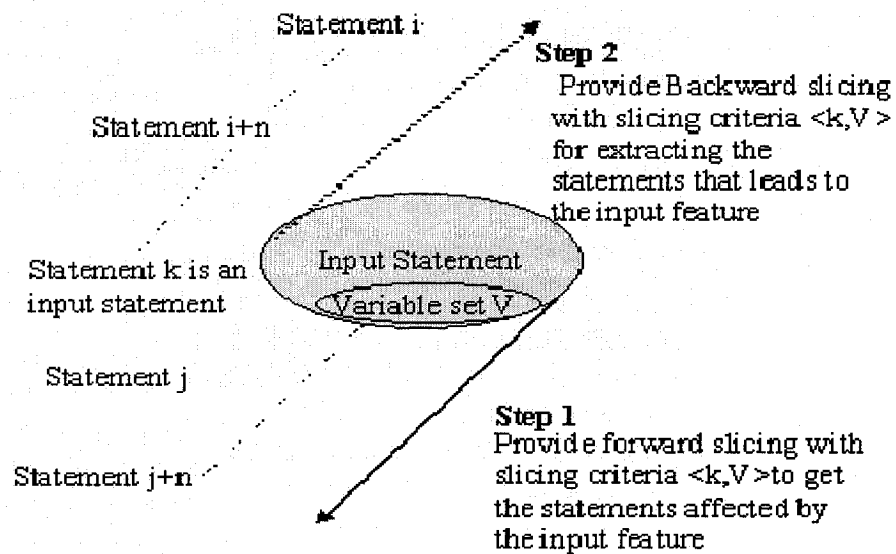 Statement i
Step 2
Provide Backward slicing
with slicing criteria <k,V >
for extracting the
statements that leads to
the input feature
Statement i+n
Statement k is an
input statement
Input Statement
Variable set V
Statement j
Statement j+n
Step 1
Provide forward slicing with
slicing criteria <k,V >to get
the statements affected by
the input feature